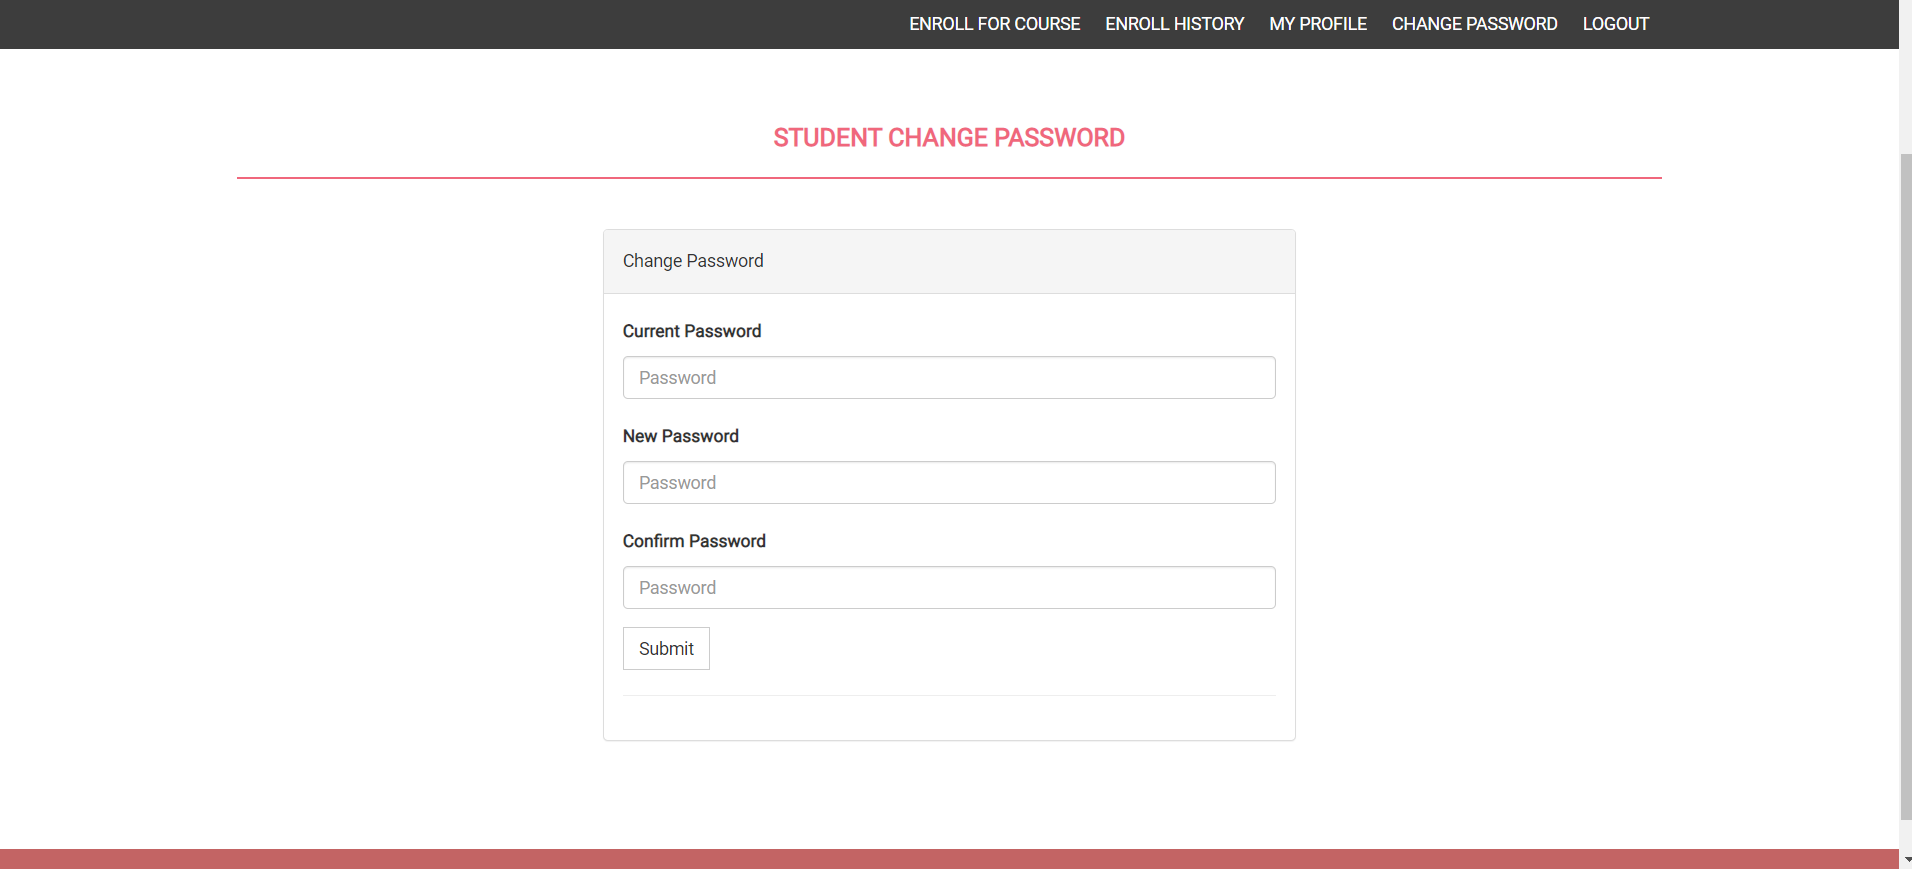 ENROLL FOR COURSE ENROLL HISTORY MY PROFILE CHANGE PASSWORD LOGOUT
STUDENT CHANGE PASSWORD
Change Password
Current Password
Password
New Password
Password
Confirm Password
Password
Submit